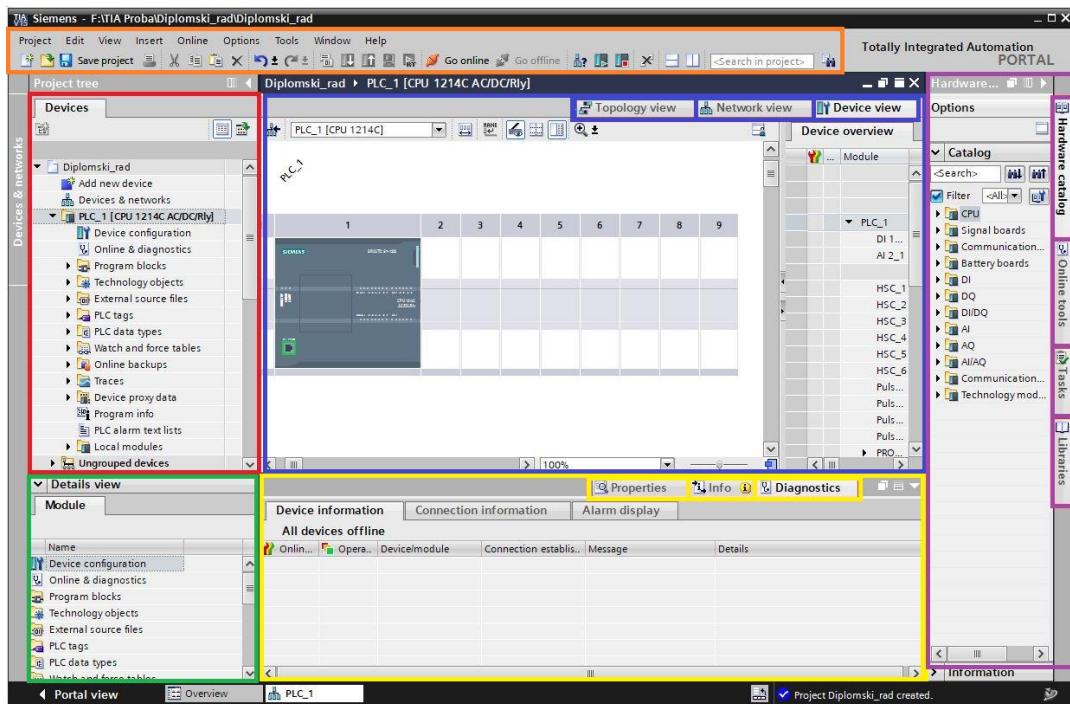 Siemens - F:\TIA Proba\Diplomski_rad\Diplomski_rad
Project Edit View Insert Online Options Tools Window Help
Save project
Go online
Go offline
<Search in project>
Totally Integrated Automation
PORTAL
Project tree
Devices
Devices & networks
Diplomski_rad
Add new device
Devices & networks
PLC_1 [CPU 1214C AC/DC/Rly]
Device configuration
Online & diagnostics
Program blocks
Technology objects
External source files
PLC tags
PLC data types
Watch and force tables
Online backups
Traces
Device proxy data
Program info
PLC alarm text lists
Local modules
Ungrouped devices
Details view
Module
Name
Device configuration
Online & diagnostics
Program blocks
Technology objects
External source files
PLC tags
PLC data types
Watch and force tables
Diplomski_rad PLC_1 [CPU 1214C AC/DC/Rly]
Topology view
Network view
Device view
PLC_1 [CPU 1214C]
PLC_1
1 2 3 4 5 6 7 8 9
SIEMENS
100%
Device overview
... Module
PLC_1
DI 1...
AI 2_1
HSC_1
HSC_2
HSC_3
HSC_4
HSC_5
HSC_6
Puls...
Puls...
Puls...
Puls...
PRO...
Properties
Info
Diagnostics
Device information
Connection information
Alarm display
All devices offline
Onlin... Opera.. Device/module Connection establis.. Message Details
Hardware...
Options
Catalog
<Search>
Filter <All>
CPU
Signal boards
Communication...
Battery boards
DI
DQ
DI/DQ
AI
AQ
AI/AQ
Communication...
Technology mod...
Information
Hardware catalog
Online tools
Tasks
Libraries
Portal view
Overview
PLC_1
Project Diplomski_rad created.